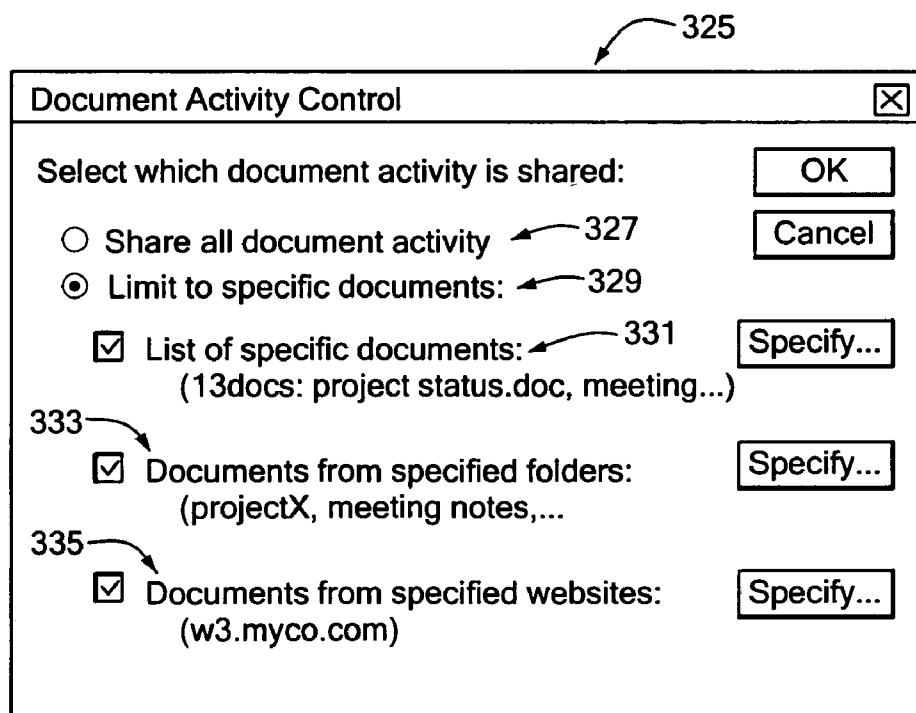 325
Document Activity Control
Select which document activity is shared:
OK
Share all document activity
327
Cancel
Limit to specific documents:
329
List of specific documents:
331
Specify...
(13docs: project status.doc, meeting...)
333
Documents from specified folders:
Specify...
(projectX, meeting notes,...
335
Documents from specified websites:
Specify...
(w3.myco.com)